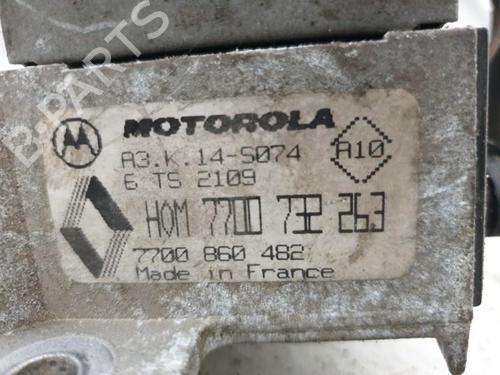 B-PARTS
MOTOROLA
A3.K.14-S074
A10
6 TS 2109
HOM 7700 732 263
7700 860 482
Made in France